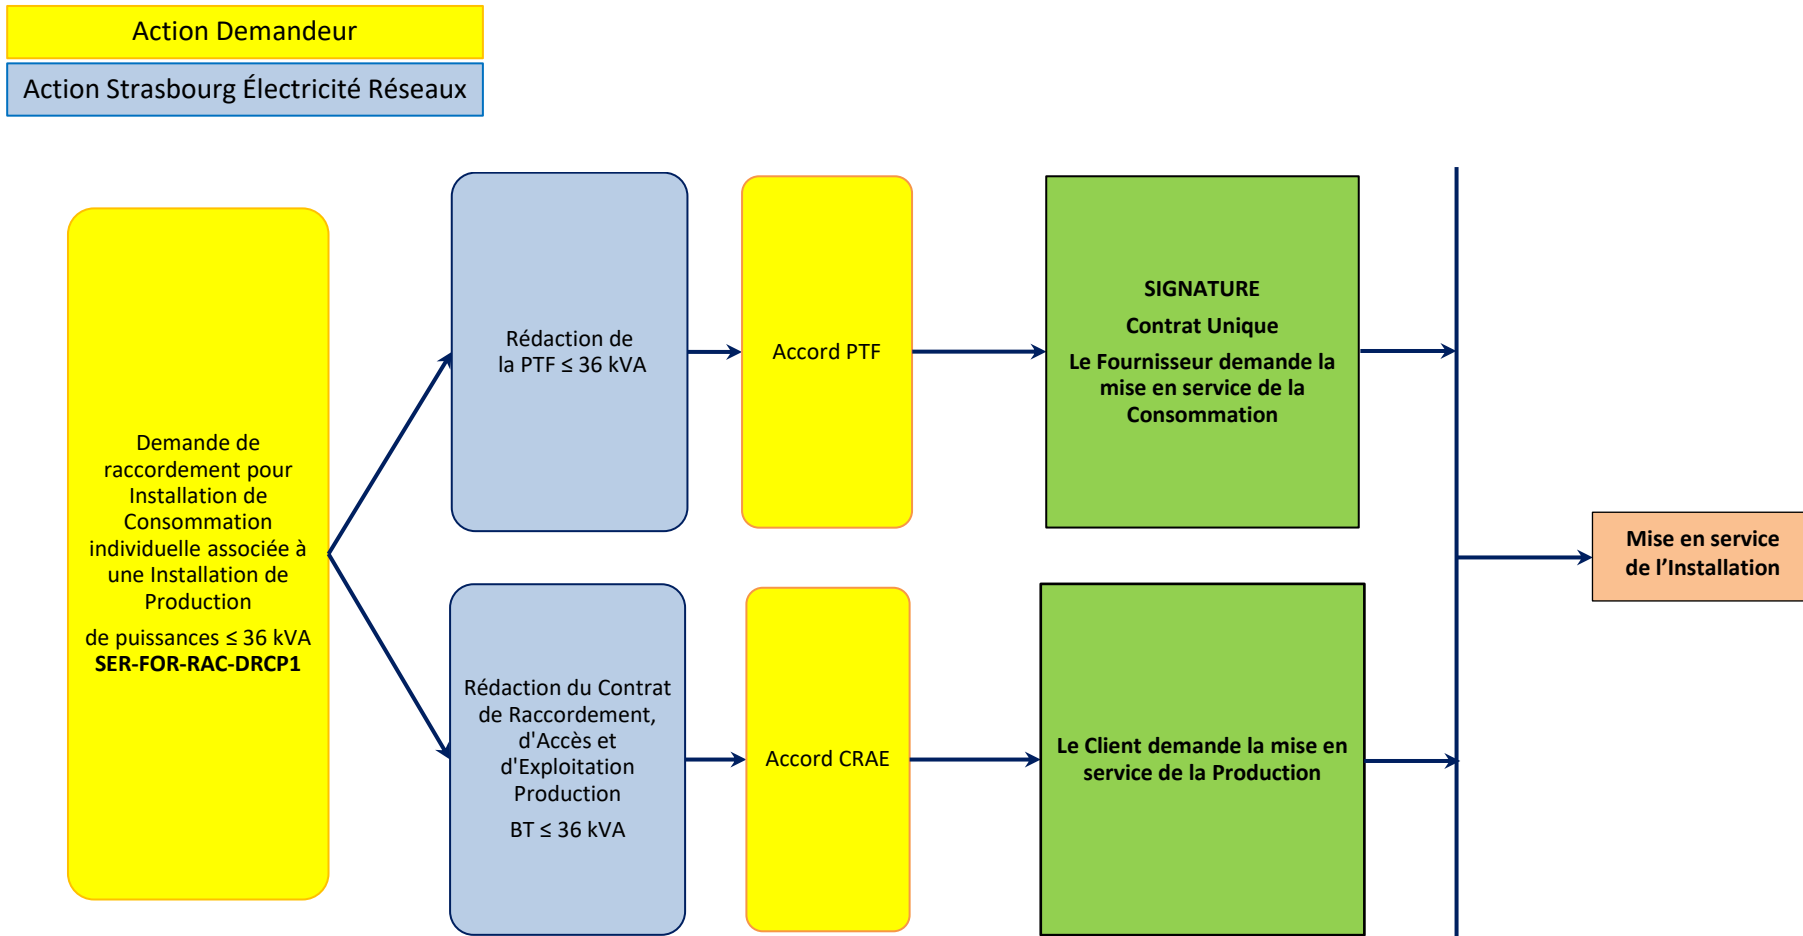 Action Demandeur
Action Strasbourg Électricité Réseaux
Demande de
raccordement pour
Installation de
Consommation
individuelle associée à
une Installation de
Production
de puissances ≤ 36 kVA
SER-FOR-RAC-DRCP1
Rédaction de
la PTF ≤ 36 kVA
Accord PTF
SIGNATURE
Contrat Unique
Le Fournisseur demande la
mise en service de la
Consommation
Rédaction du Contrat
de Raccordement,
d'Accès et
d'Exploitation
Production
BT ≤ 36 kVA
Accord CRAE
Le Client demande la mise en
service de la Production
Mise en service
de l’Installation